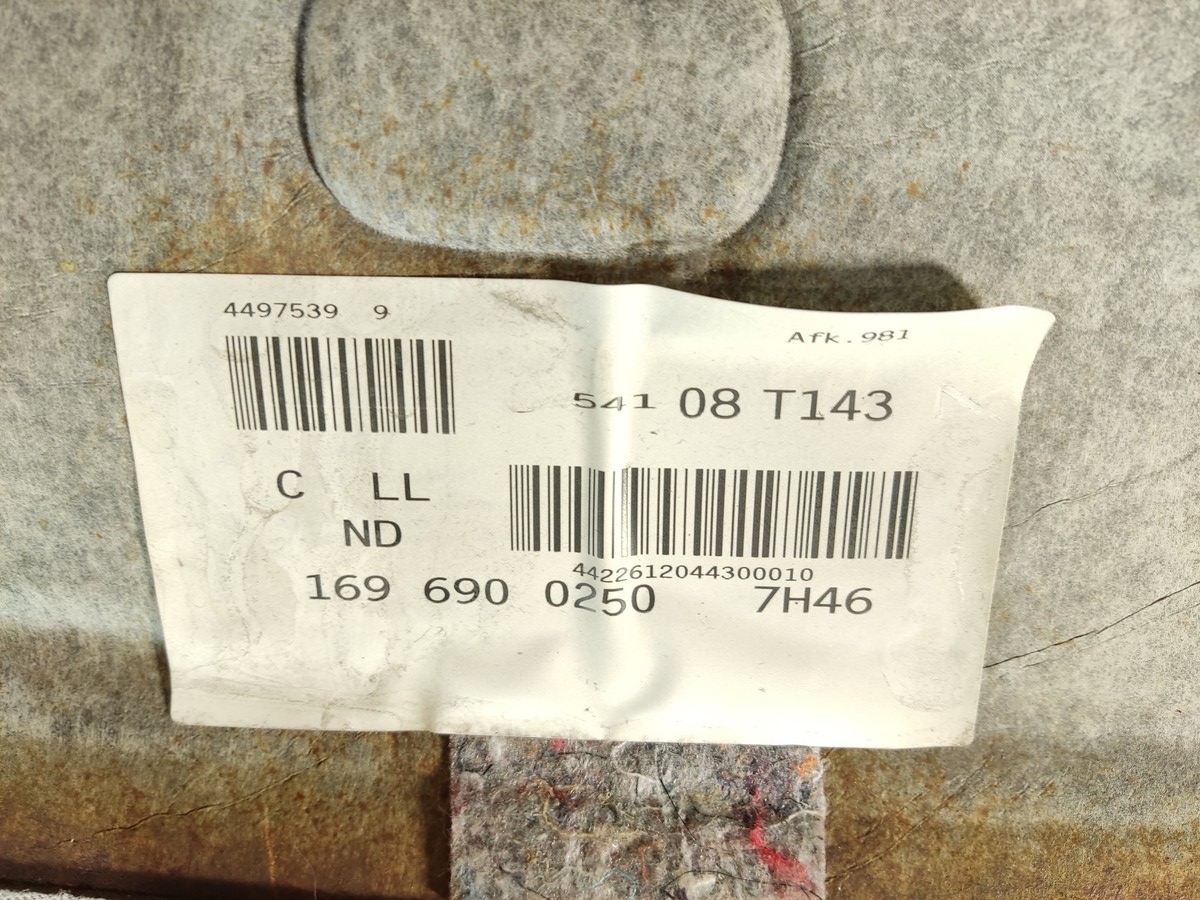 4497539 9
Afk.981
541 08 T143
C LL
ND
4422612044300010
169 690 0250 7H46